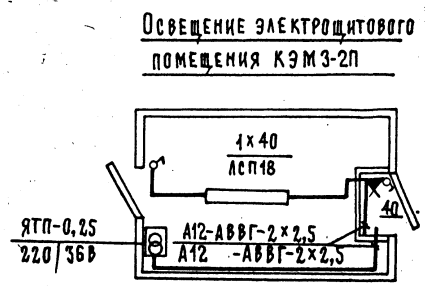 ОСВЕЩЕНИЕ ЭЛЕКТРОЩИТОВОГО
ПОМЕЩЕНИЯ КЭМЗ-2П
1×40
ЛСП18
40
ЯТП-0,25
220/36В
А12-АВВГ-2×2,5
А12 -АВВГ-2×2,5